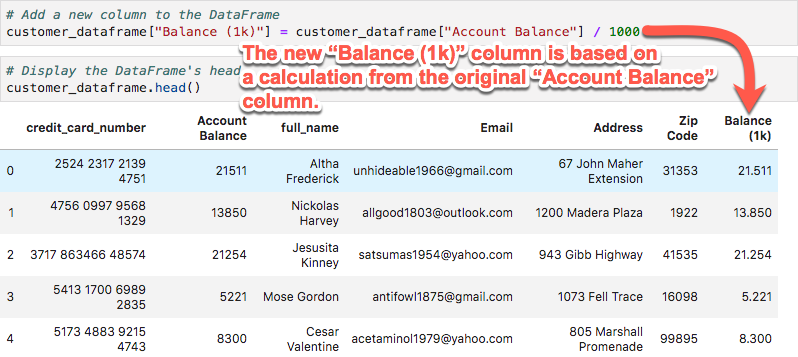 # Add a new column to the DataFrame
customer_dataframe["Balance (1k)"] = customer_dataframe["Account Balance"] / 1000
The new “Balance (1k)” column is based on
a calculation from the original “Account Balance”
column.
# Display the DataFrame's head
customer_dataframe.head()
credit_card_number Account Balance full_name Email Address Zip Code Balance (1k)
0 2524 2317 2139 4751 21511 Altha Frederick unhideable1966@gmail.com 67 John Maher Extension 31353 21.511
1 4756 0997 9568 1329 13850 Nickolas Harvey allgood1803@outlook.com 1200 Madera Plaza 1922 13.850
2 3717 863466 48574 21254 Jesusita Kinney satsumas1954@yahoo.com 943 Gibb Highway 41535 21.254
3 5413 1700 6989 2835 5221 Mose Gordon antifowl1875@gmail.com 1073 Fell Trace 16098 5.221
4 5173 4883 9215 4743 8300 Cesar Valentine acetaminol1979@yahoo.com 805 Marshall Promenade 99895 8.300